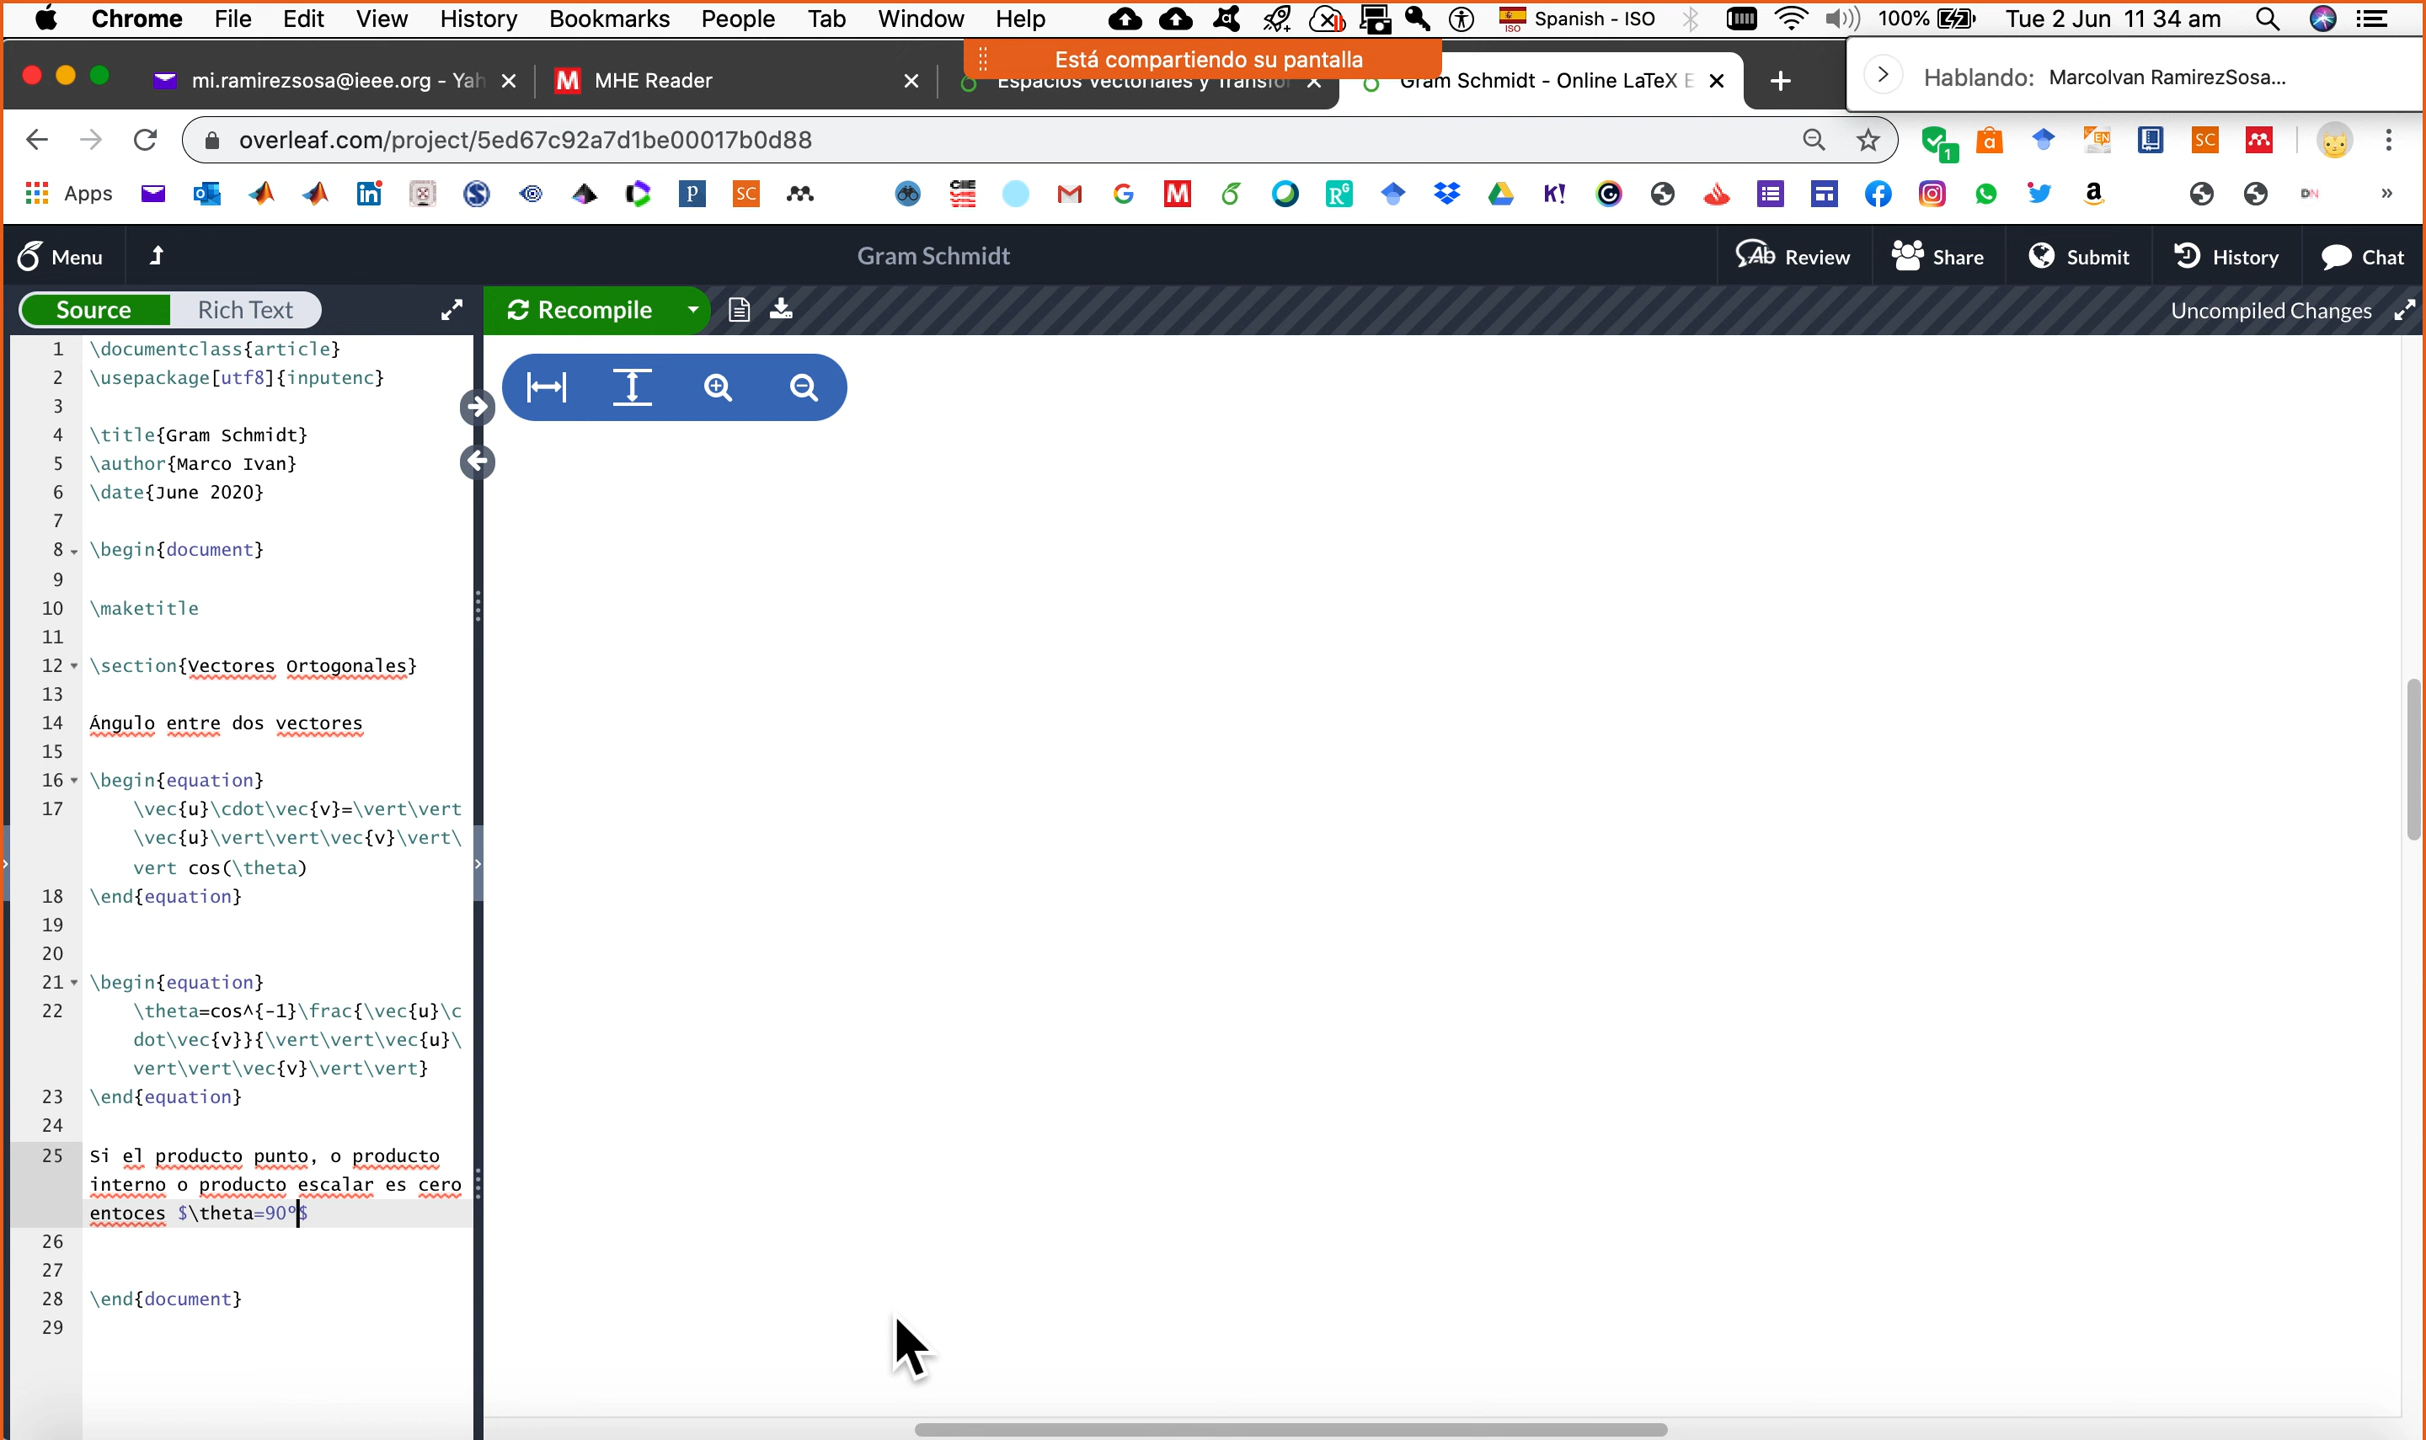 Chrome File Edit View History Bookmarks People Tab Window Help Spanish - ISO 100% Tue 2 Jun 11 34 am
Está compartiendo su pantalla
mi.ramirezsosa@ieee.org - Yah MHE Reader Espacios Vectoriales y Transfor Gram Schmidt - Online LaTeX E
Hablando: MarcoIvan RamirezSosa...
overleaf.com/project/5ed67c92a7d1be00017b0d88
Apps
Menu Gram Schmidt Review Share Submit History Chat
Source Rich Text Recompile Uncompiled Changes
1 \documentclass{article}
2 \usepackage[utf8]{inputenc}
3
4 \title{Gram Schmidt}
5 \author{Marco Ivan}
6 \date{June 2020}
7
8 \begin{document}
9
10 \maketitle
11
12 \section{Vectores Ortogonales}
13
14 Ángulo entre dos vectores
15
16 \begin{equation}
17 \vec{u}\cdot\vec{v}=\vert\vert
\vec{u}\vert\vert\vec{v}\vert\
vert cos(\theta)
18 \end{equation}
19
20
21 \begin{equation}
22 \theta=cos^{-1}\frac{\vec{u}\c
dot\vec{v}}{\vert\vert\vec{u}\
vert\vert\vec{v}\vert\vert}
23 \end{equation}
24
25 Si el producto punto, o producto
interno o producto escalar es cero
entoces $\theta=90º$
26
27
28 \end{document}
29